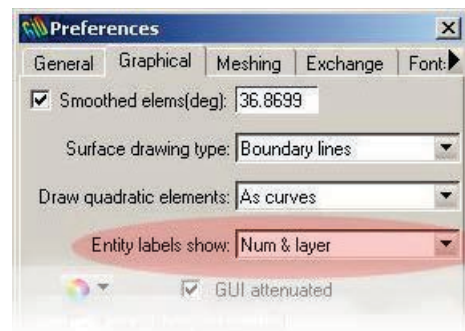 Preferences
General Graphical Meshing Exchange Font
Smoothed elems(deg): 36.8699
Surface drawing type: Boundary lines
Draw quadratic elements: As curves
Entity labels show: Num & layer
GUI attenuated